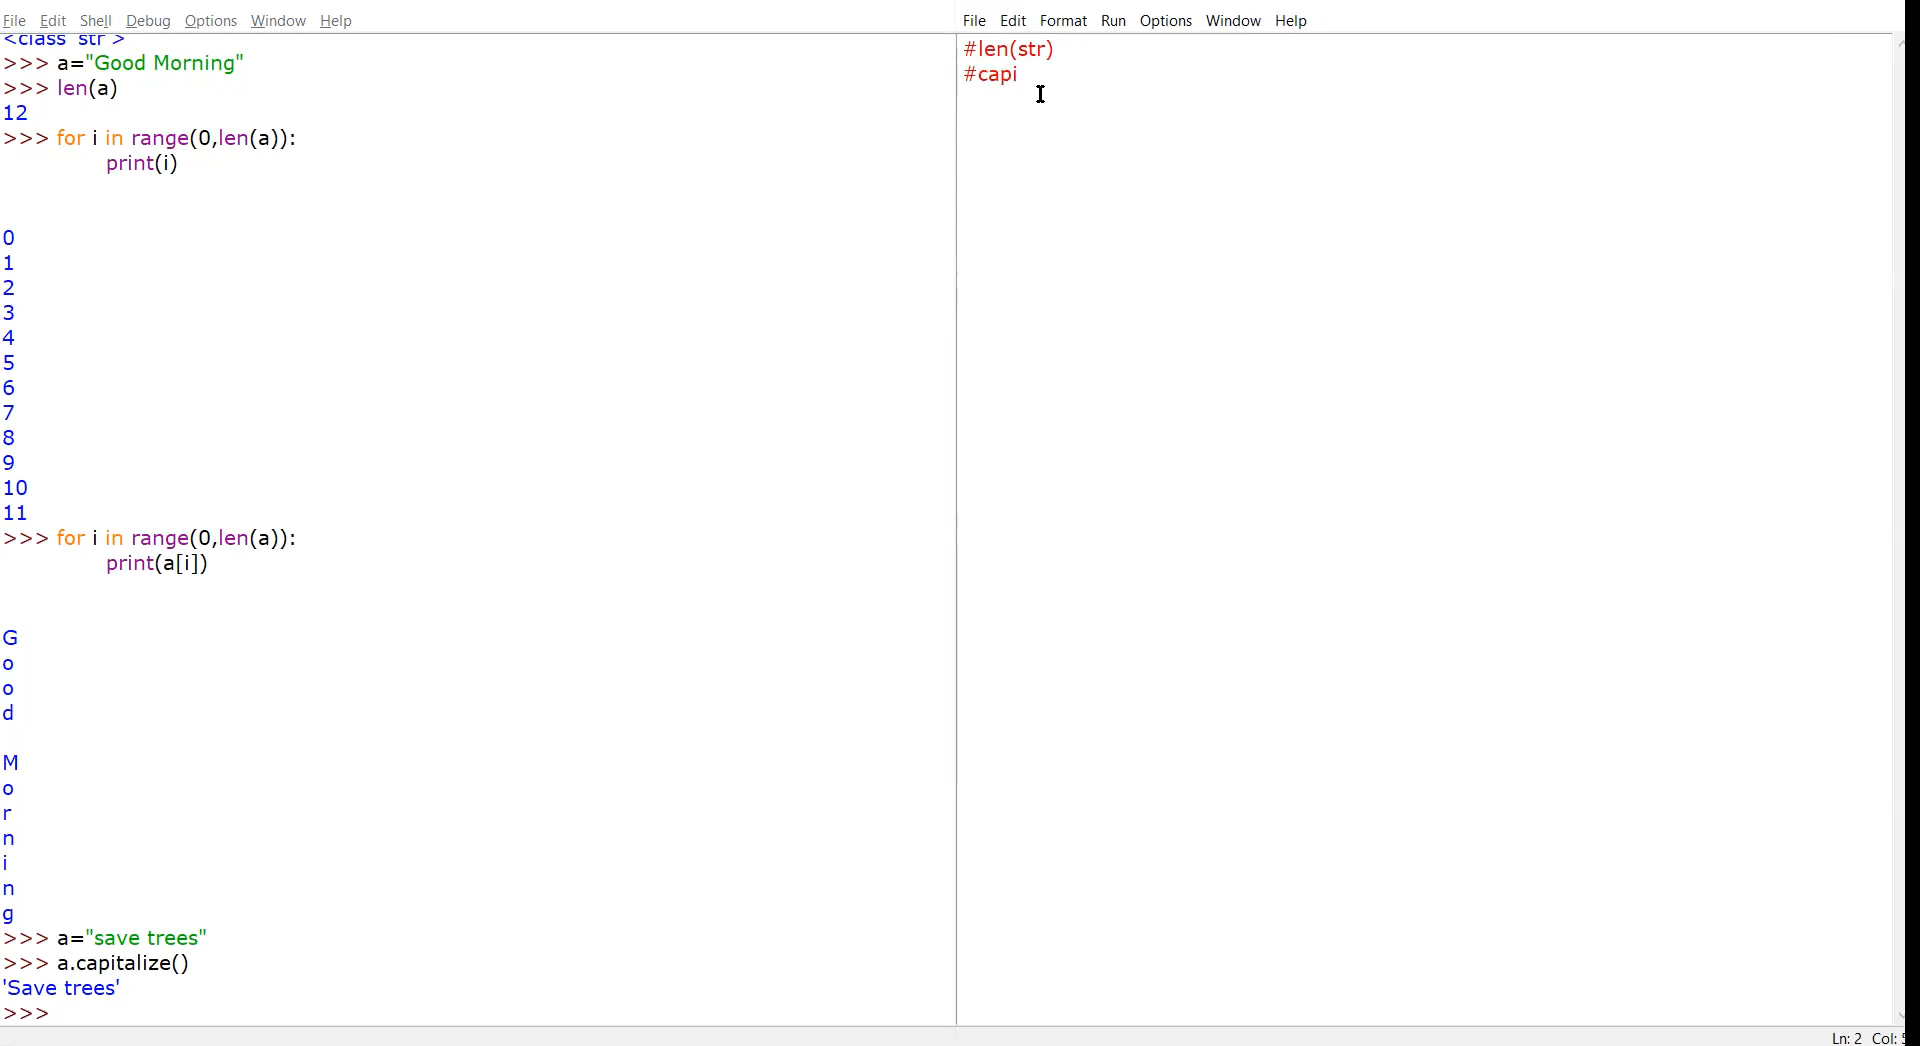 File Edit Shell Debug Options Window Help
<class 'str'>
>>> a="Good Morning"
>>> len(a)
12
>>> for i in range(0,len(a)):
print(i)
0
1
2
3
4
5
6
7
8
9
10
11
>>> for i in range(0,len(a)):
print(a[i])
G
o
o
d
M
o
r
n
i
n
g
>>> a="save trees"
>>> a.capitalize()
'Save trees'
>>>
File Edit Format Run Options Window Help
#len(str)
#capi
Ln: 2 Col: